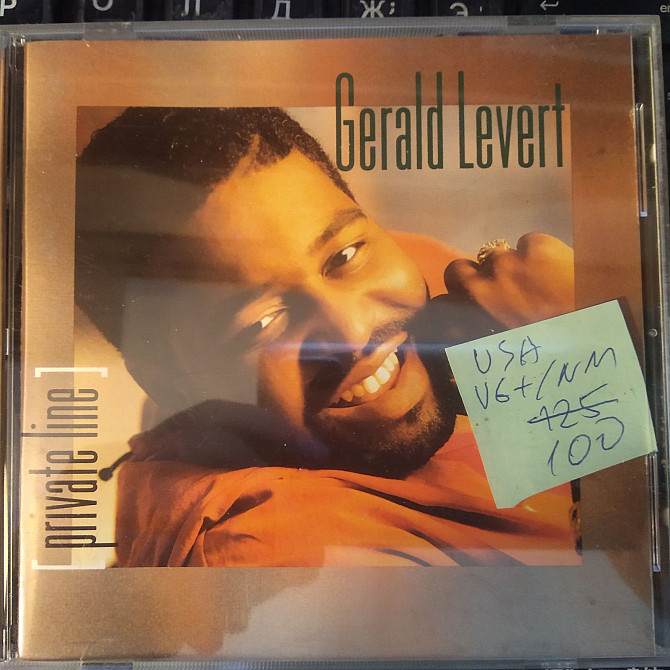 Р О Л Д Ж ; Э ←
Gerald Levert
[private line]
USA
VG+/NM
125
100